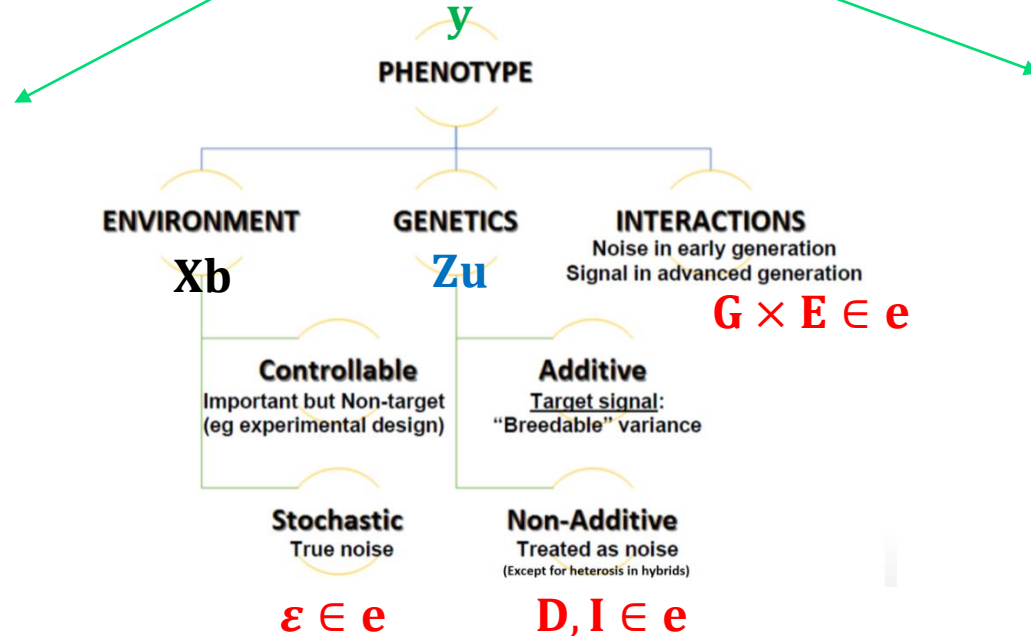 y
PHENOTYPE
ENVIRONMENT
Xb
GENETICS
Zu
INTERACTIONS
Noise in early generation
Signal in advanced generation
G × E ∈ e
Controllable
Important but Non-target
(eg experimental design)
Additive
Target signal:
“Breedable” variance
Stochastic
True noise
ε ∈ e
Non-Additive
Treated as noise
(Except for heterosis in hybrids)
D, I ∈ e